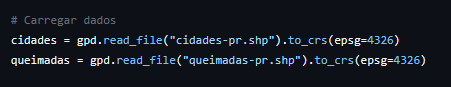 # Carregar dados
cidades = gpd.read_file("cidades-pr.shp").to_crs(epsg=4326)
queimadas = gpd.read_file("queimadas-pr.shp").to_crs(epsg=4326)